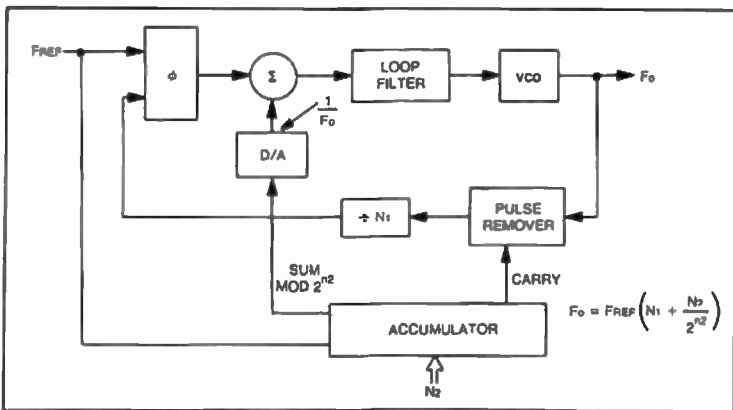 FREF
φ
Σ
LOOP
FILTER
VCO
Fo
1
Fo
D/A
÷ N1
PULSE
REMOVER
SUM
MOD 2^n2
CARRY
ACCUMULATOR
Fo = FREF (N1 + N2/2^n2)
N2